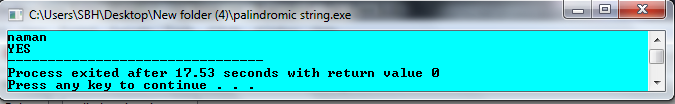 C:\Users\SBH\Desktop\New folder (4)\palindromic string.exe
naman
YES
--------------------------------
Process exited after 17.53 seconds with return value 0
Press any key to continue . . .